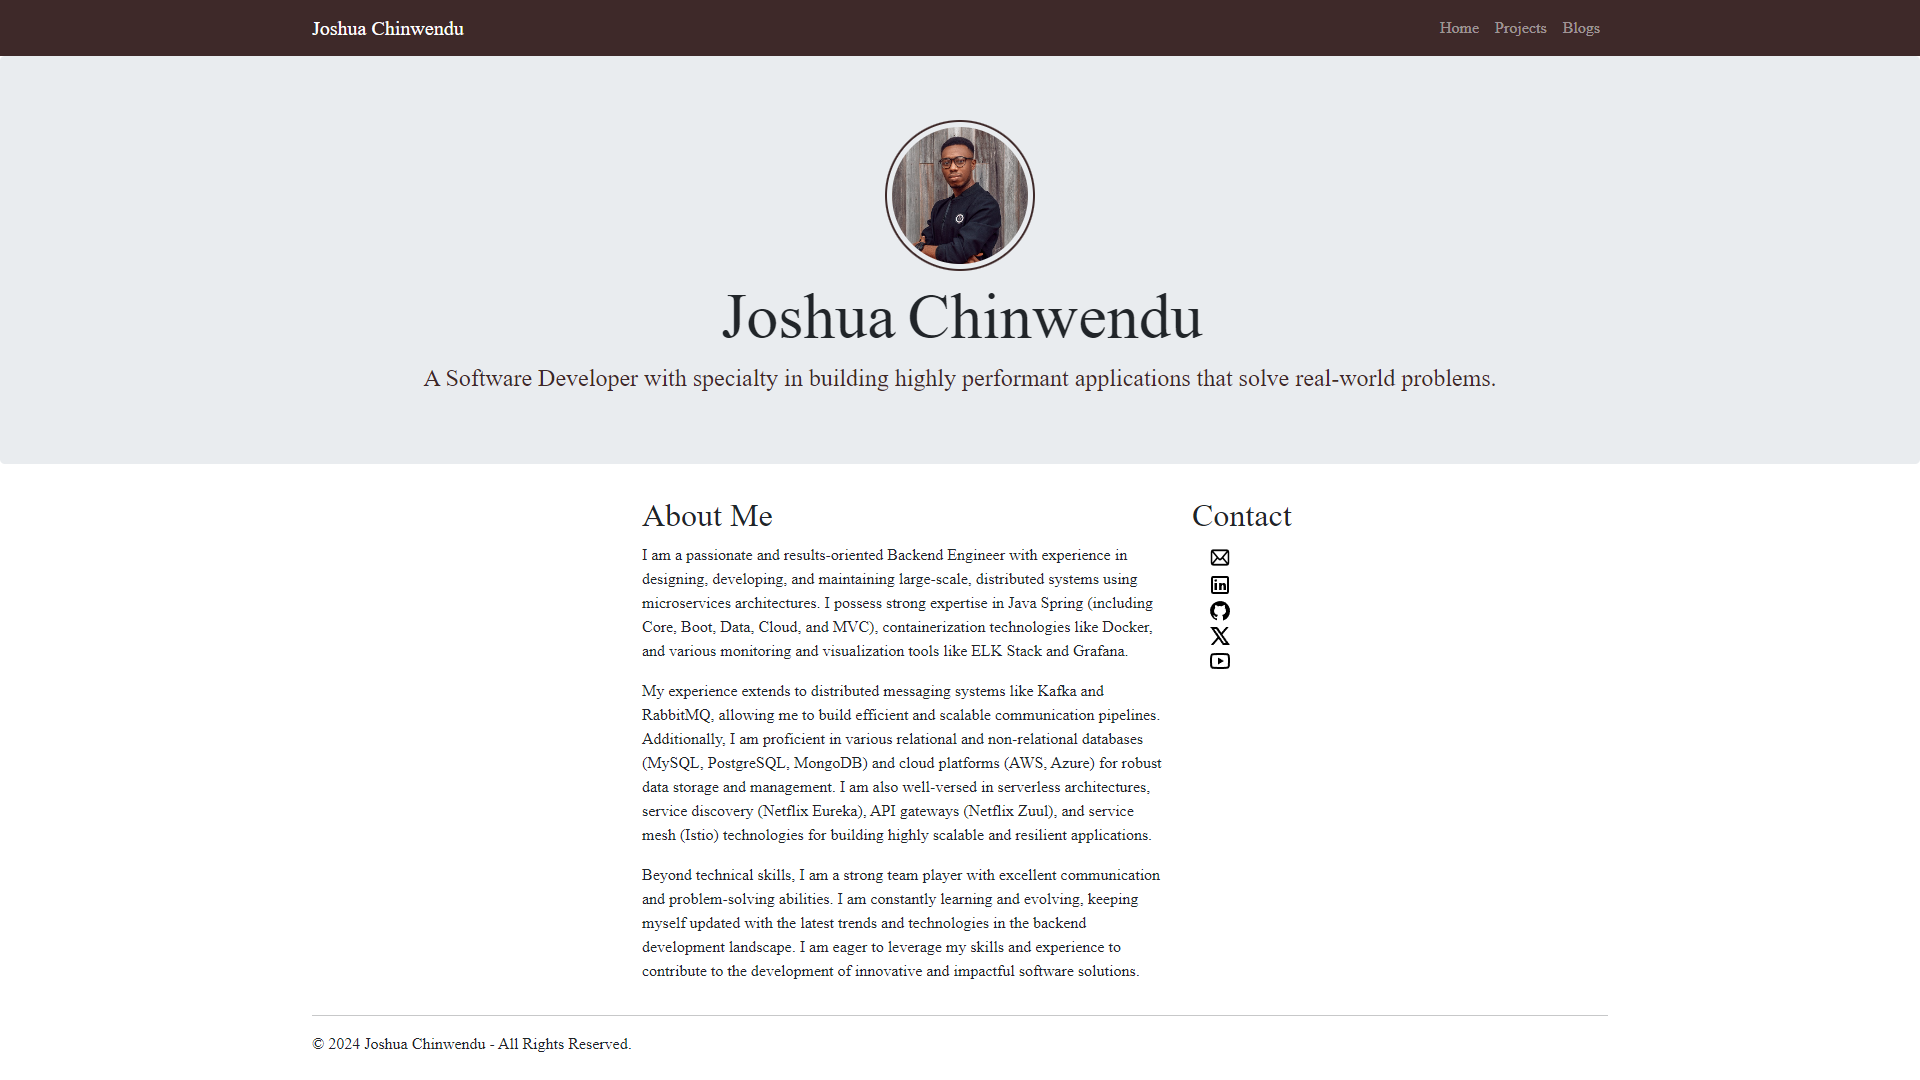 Joshua Chinwendu
Home Projects Blogs
Joshua Chinwendu
A Software Developer with specialty in building highly performant applications that solve real-world problems.
About Me
I am a passionate and results-oriented Backend Engineer with experience in
designing, developing, and maintaining large-scale, distributed systems using
microservices architectures. I possess strong expertise in Java Spring (including
Core, Boot, Data, Cloud, and MVC), containerization technologies like Docker,
and various monitoring and visualization tools like ELK Stack and Grafana.
My experience extends to distributed messaging systems like Kafka and
RabbitMQ, allowing me to build efficient and scalable communication pipelines.
Additionally, I am proficient in various relational and non-relational databases
(MySQL, PostgreSQL, MongoDB) and cloud platforms (AWS, Azure) for robust
data storage and management. I am also well-versed in serverless architectures,
service discovery (Netflix Eureka), API gateways (Netflix Zuul), and service
mesh (Istio) technologies for building highly scalable and resilient applications.
Beyond technical skills, I am a strong team player with excellent communication
and problem-solving abilities. I am constantly learning and evolving, keeping
myself updated with the latest trends and technologies in the backend
development landscape. I am eager to leverage my skills and experience to
contribute to the development of innovative and impactful software solutions.
Contact
© 2024 Joshua Chinwendu - All Rights Reserved.